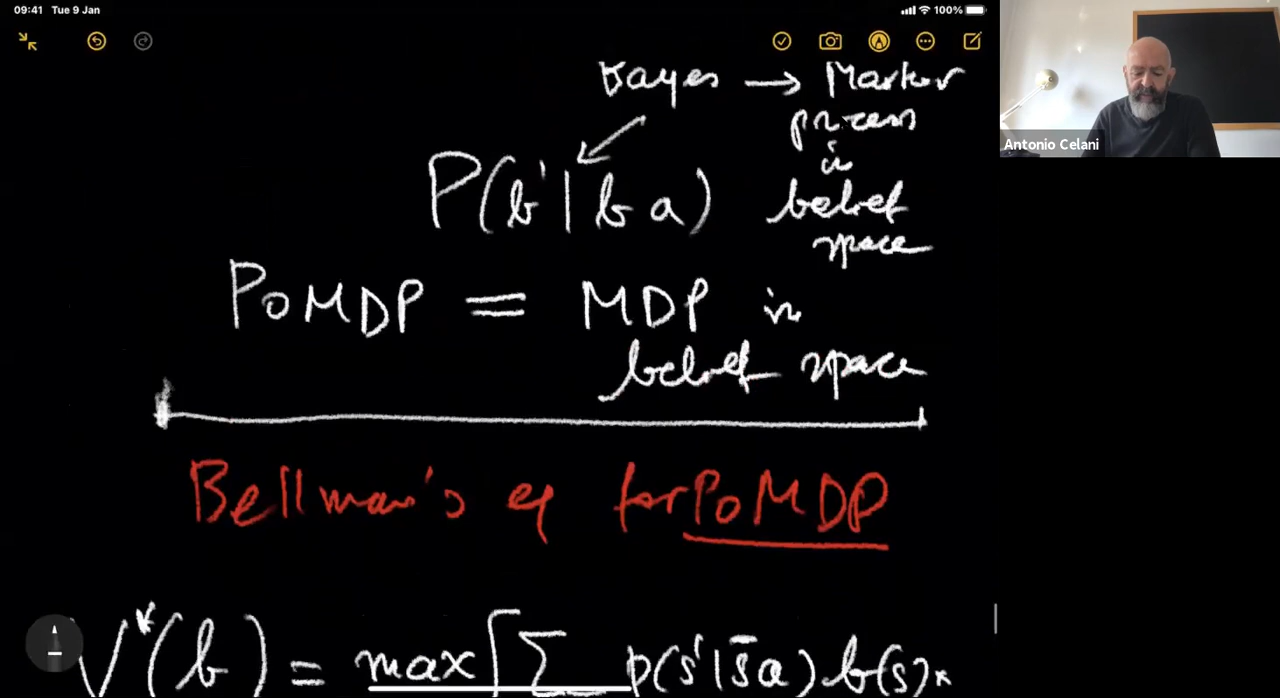 09:41 Tue 9 Jan
100%
Antonio Celani
Bayes → Markov
process
in
belief
space
P(b'|b a)
POMDP = MDP in
belief space
Bellman's eq for POMDP
V*(b) = max [ Σ p(s'|s a) b(s) ×